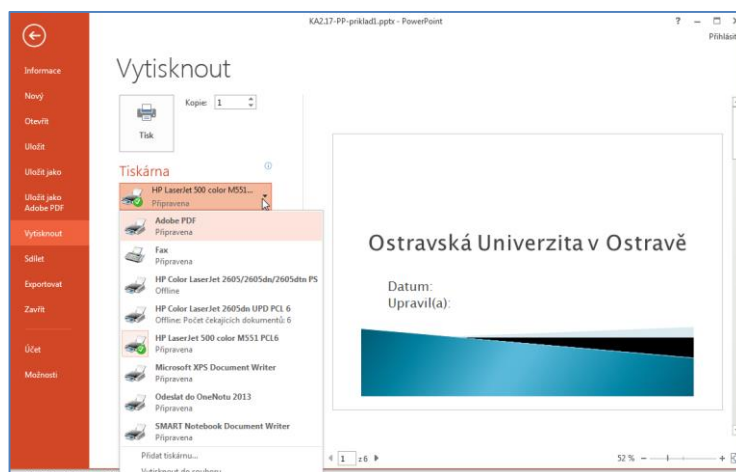 KA2.17-PP-priklad1.pptx - PowerPoint
?
Přihlásit
Informace
Nový
Otevřít
Uložit
Uložit jako
Uložit jako
Adobe PDF
Vytisknout
Sdílet
Exportovat
Zavřít
Účet
Možnosti
Vytisknout
Kopie: 1
Tisk
Tiskárna
HP LaserJet 500 color M551...
Připravena
Adobe PDF
Připravena
Fax
Připravena
HP Color LaserJet 2605/2605dn/2605dtn PS
Offline
HP Color LaserJet 2605dn UPD PCL 6
Offline: Počet čekajících dokumentů: 6
HP LaserJet 500 color M551 PCL6
Připravena
Microsoft XPS Document Writer
Připravena
Odeslat do OneNotu 2013
Připravena
SMART Notebook Document Writer
Připravena
Přidat tiskárnu...
Vytisknout do souboru
Ostravská Univerzita v Ostravě
Datum:
Upravil(a):
1 z 6
52 %